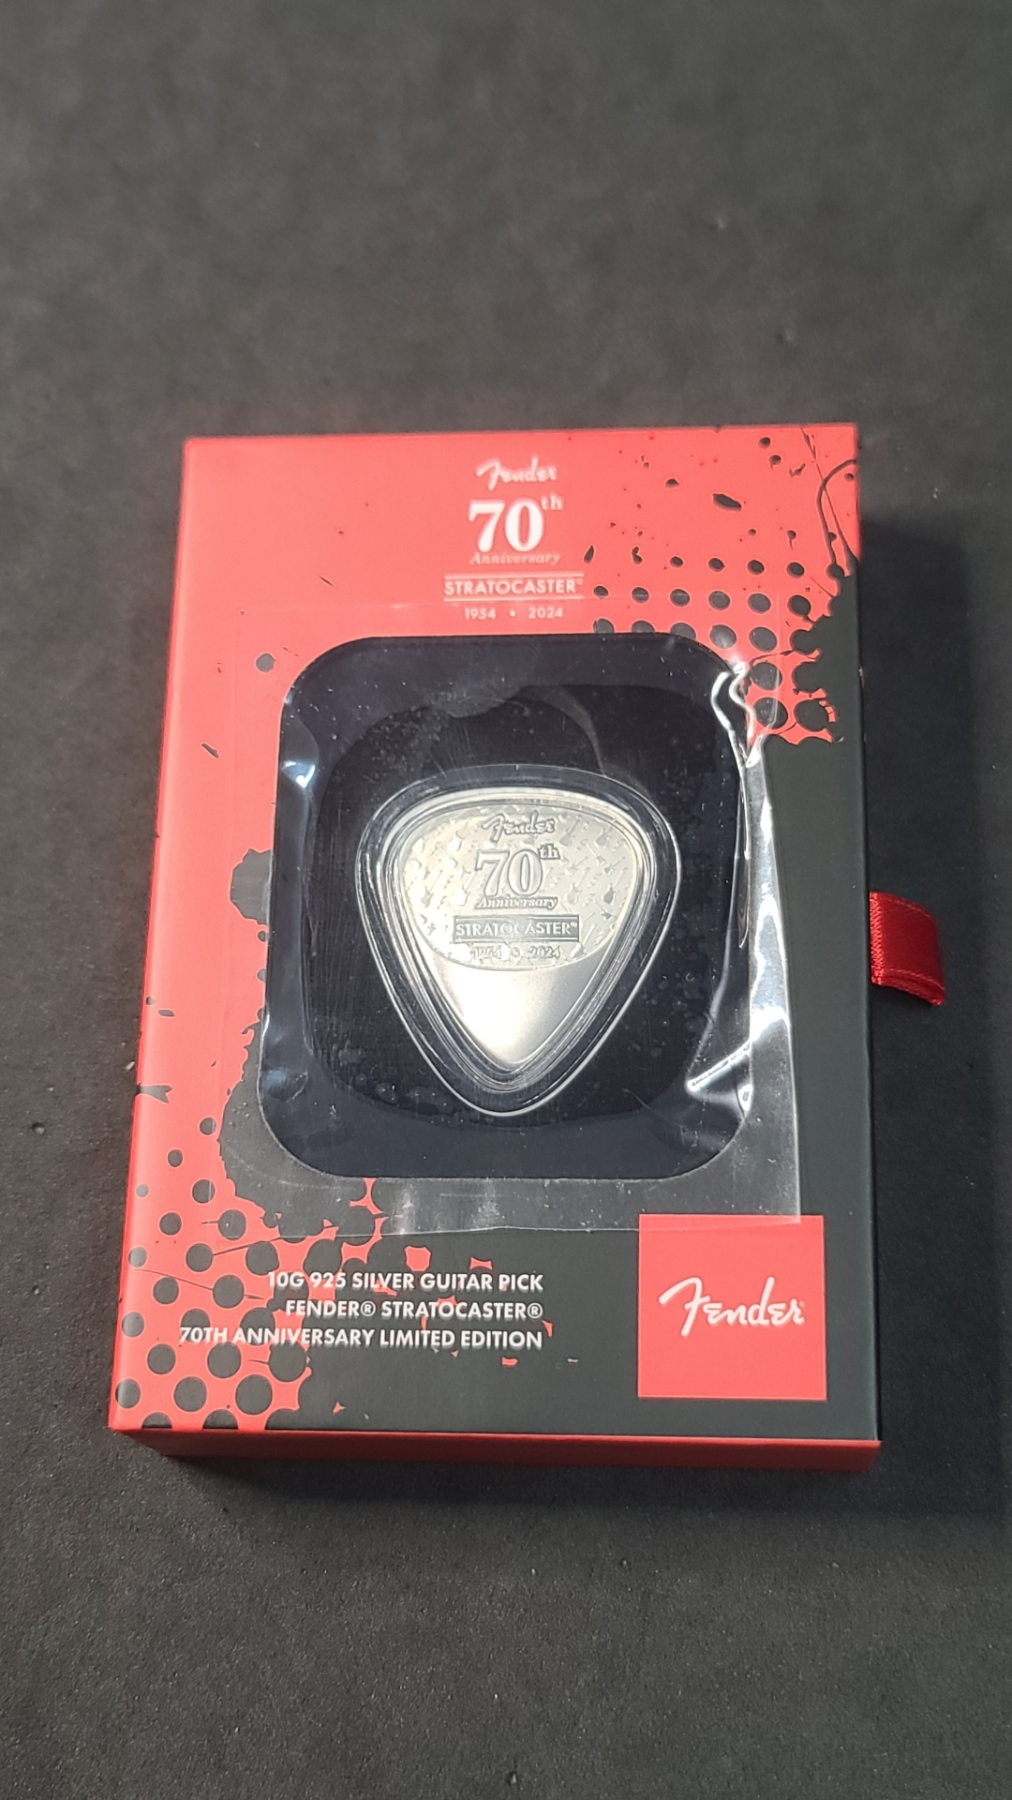 Fender
70th
Anniversary
STRATOCASTER®
1954 • 2024
Fender
70th
Anniversary
STRATOCASTER®
1954 • 2024
10G 925 SILVER GUITAR PICK
FENDER® STRATOCASTER®
70TH ANNIVERSARY LIMITED EDITION
Fender